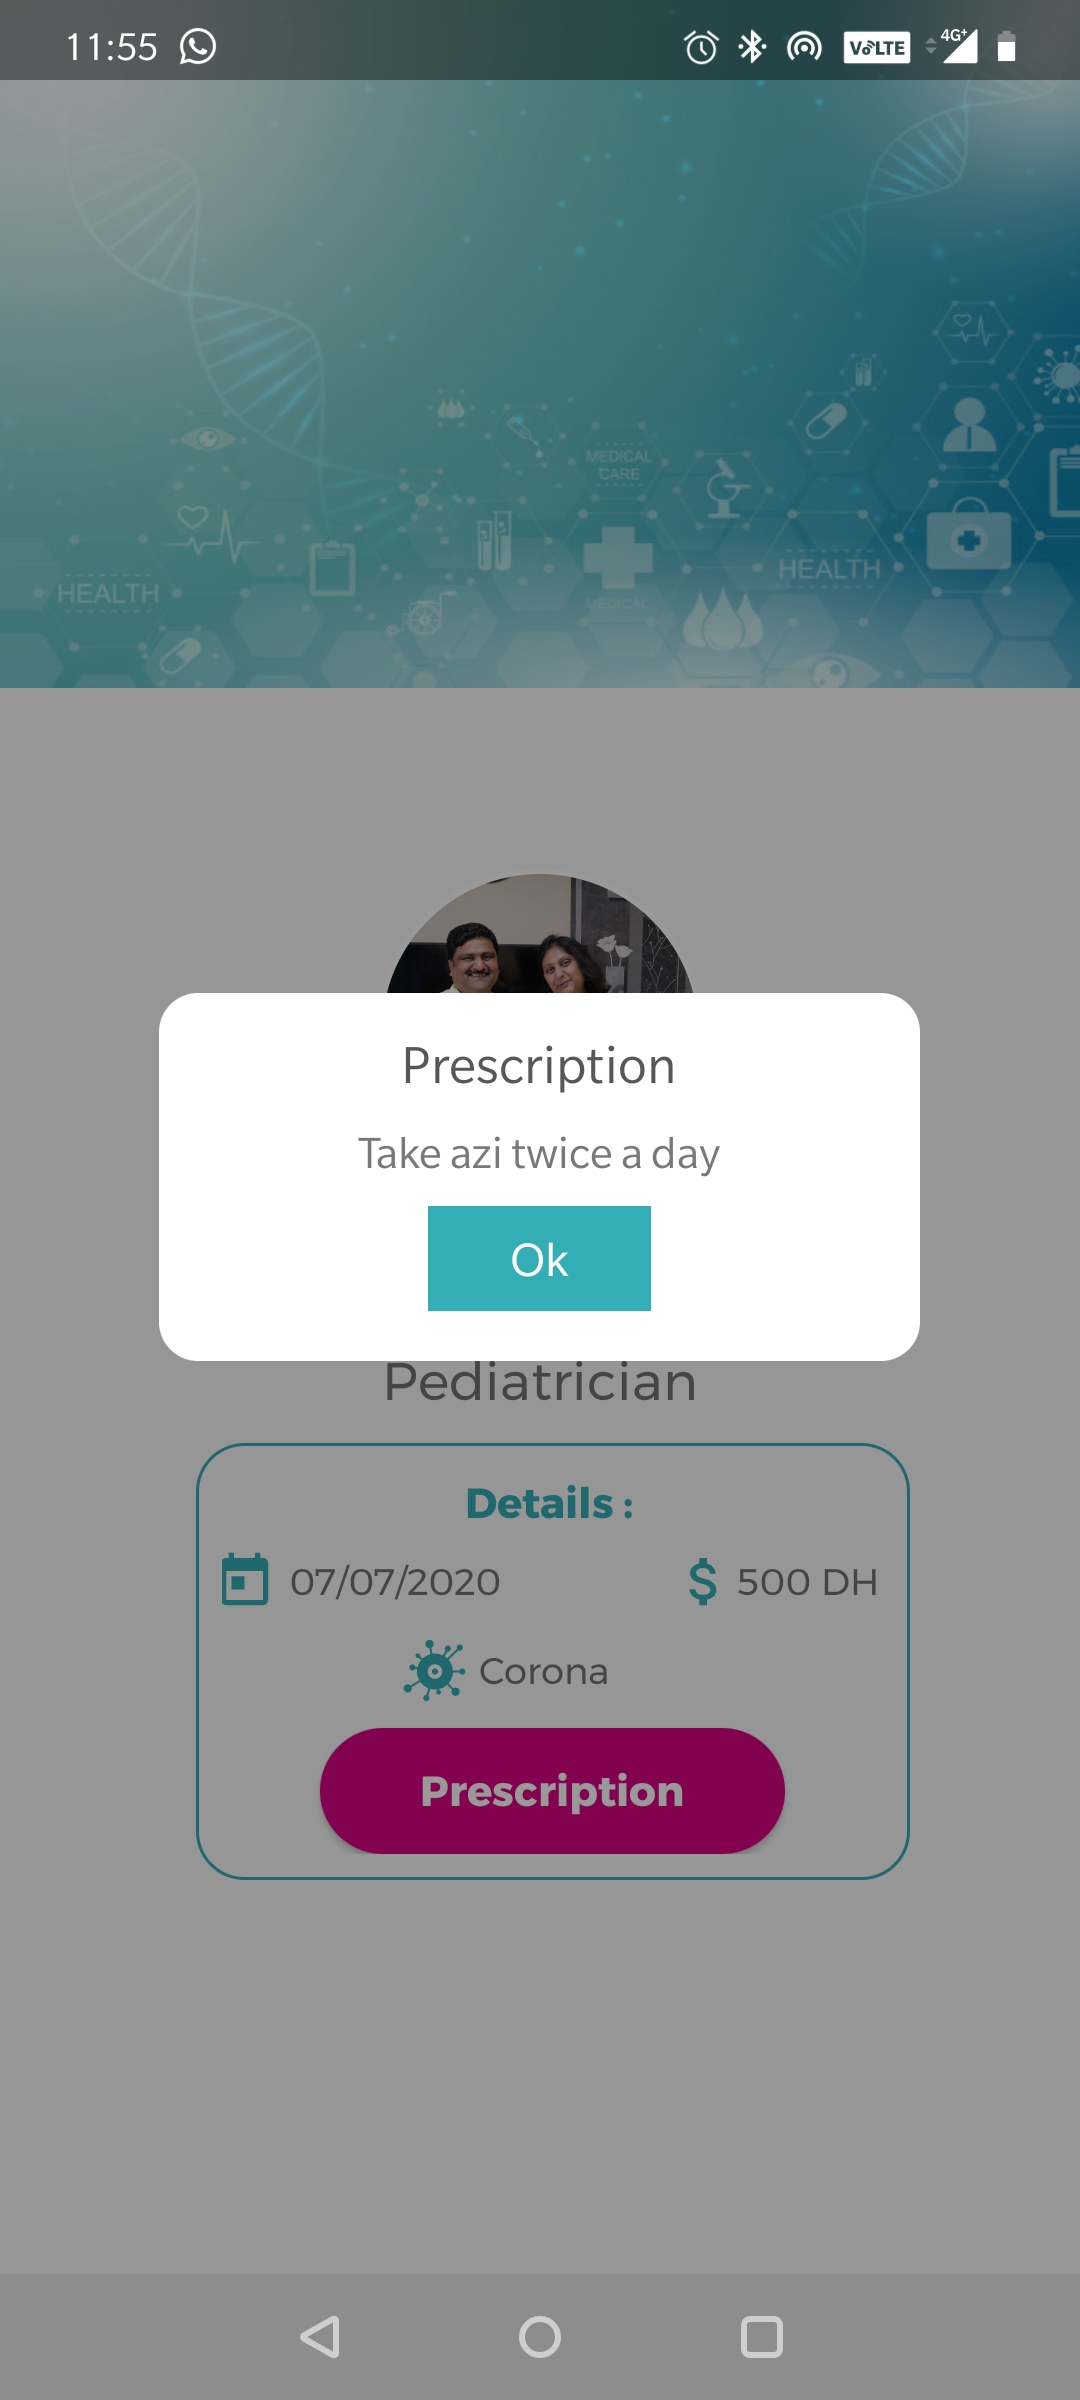 11:55
VoLTE 4G+
MEDICAL
CARE
HEALTH
HEALTH
MEDICAL
Prescription
Take azi twice a day
Ok
Pediatrician
Details :
07/07/2020
$ 500 DH
Corona
Prescription